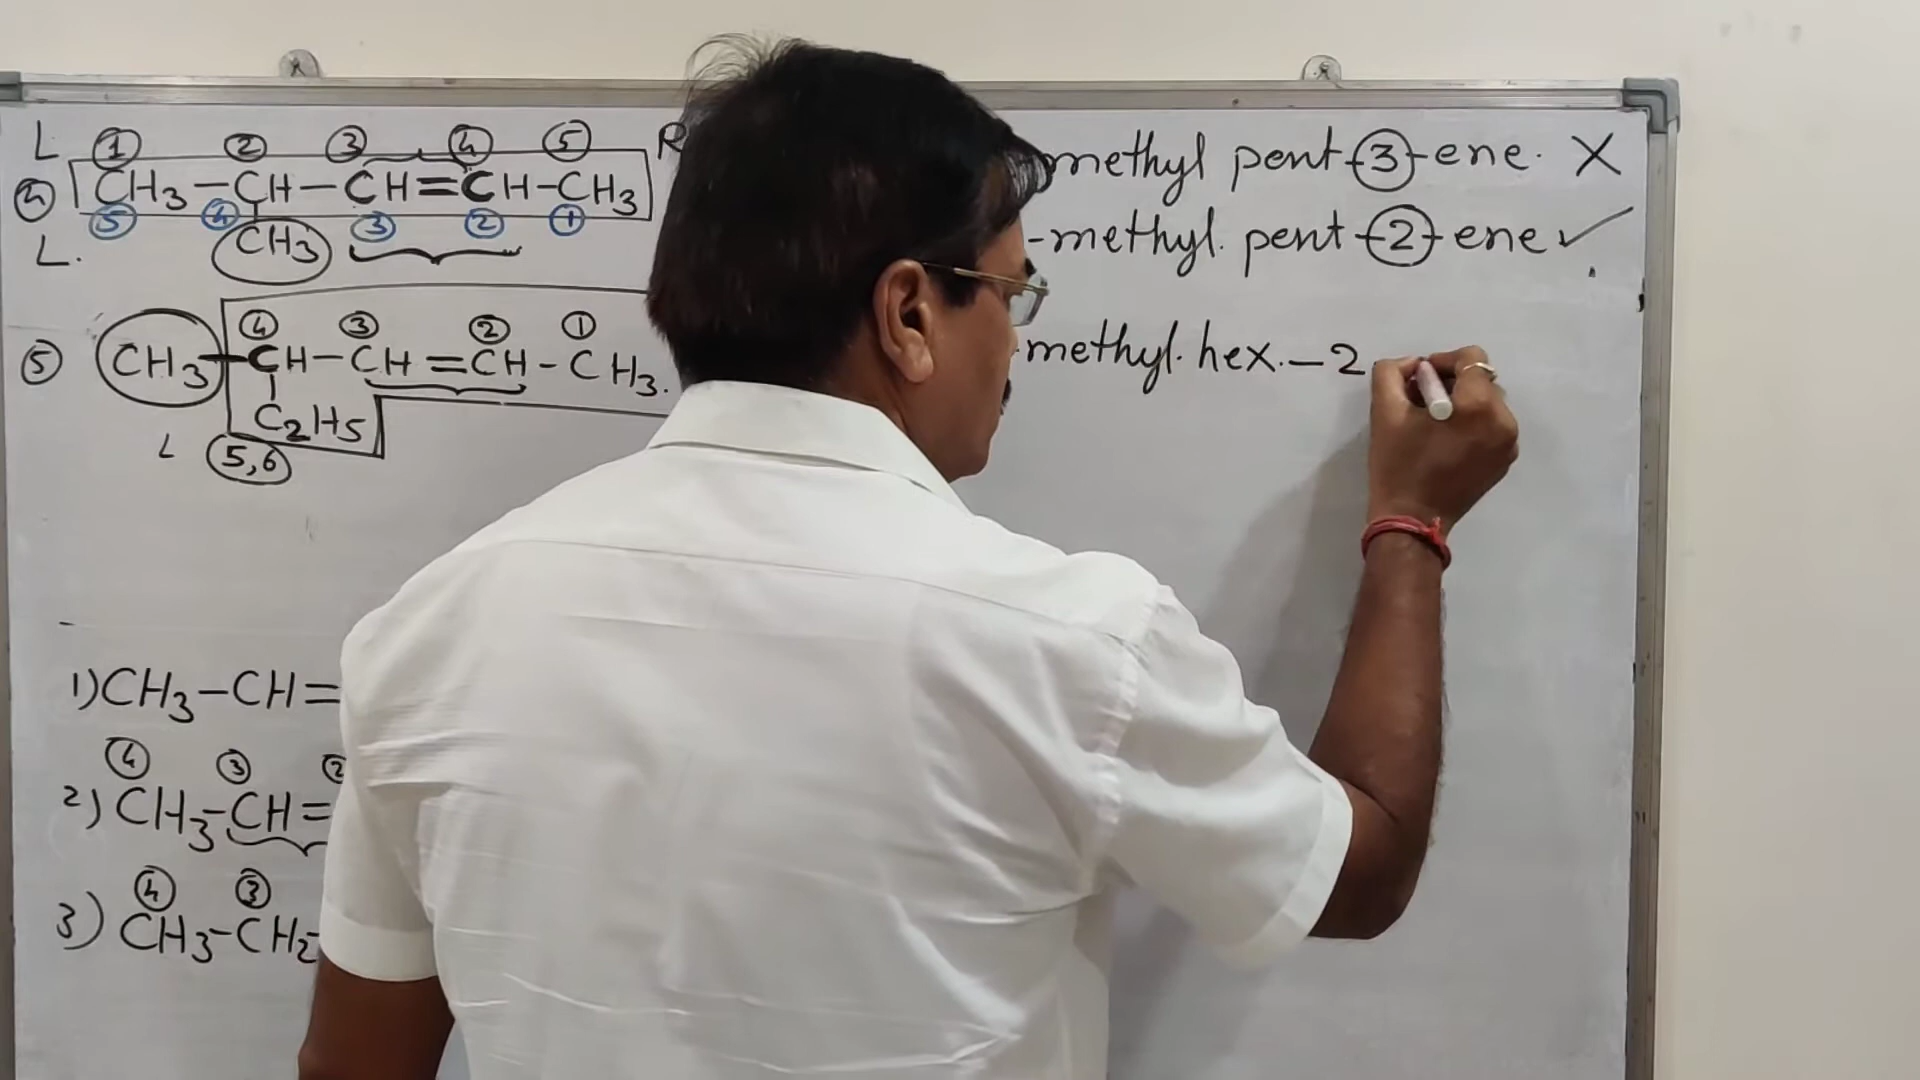 L ① ② ③ ④ ⑤ R
④ CH₃ – CH – CH = CH – CH₃
⑤ ④ ③ ② ①
L. CH₃
methyl pent – 3 – ene. X
- methyl. pent – 2 – ene ✓
④ ③ ② ①
⑤ CH₃ – CH – CH = CH – CH₃.
C₂H₅
L 5,6
methyl. hex. – 2
1) CH₃ – CH =
④ ③ ②
2) CH₃ – CH =
④ ③
3) CH₃ – CH₂ –